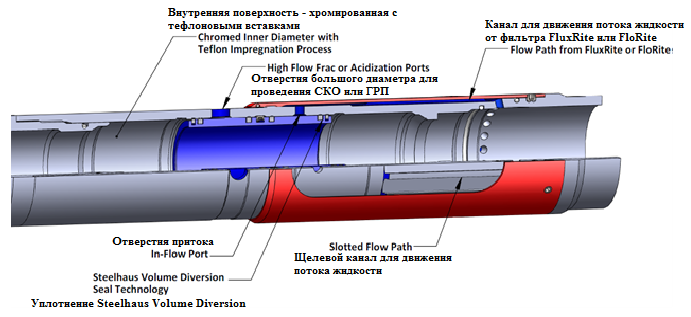 Внутренняя поверхность - хромированная с
тефлоновыми вставками
Chromed Inner Diameter with
Teflon Impregnation Process
High Flow Frac or Acidization Ports
Отверстия большого диаметра для
проведения СКО или ГРП
Канал для движения потока жидкости
от фильтра FluxRite или FloRite
Flow Path from FluxRite or FloRite
Отверстия притока
In-Flow Port
Steelhaus Volume Diversion
Seal Technology
Уплотнение Steelhaus Volume Diversion
Slotted Flow Path
Щелевой канал для движения
потока жидкости